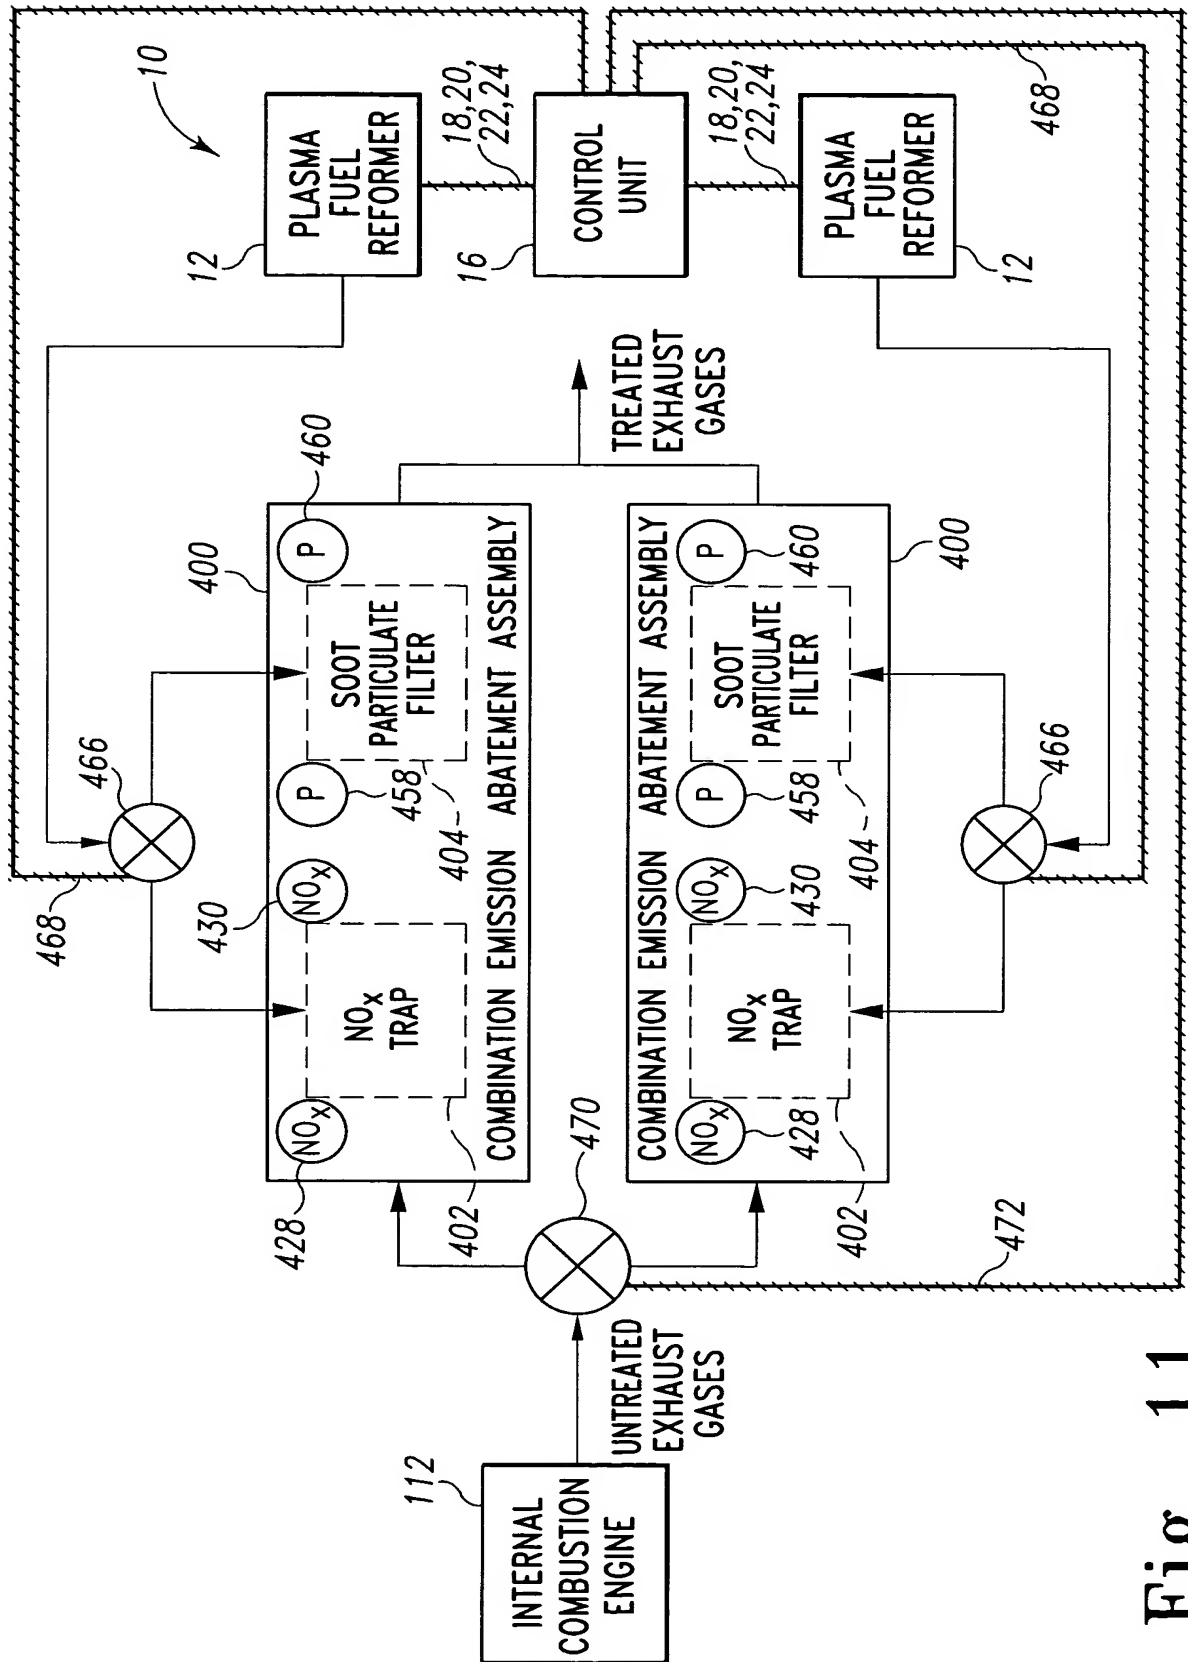 10
PLASMA
FUEL
REFORMER
12
18,20,
22,24
CONTROL
UNIT
16
18,20,
22,24
PLASMA
FUEL
REFORMER
12
468
468
466
460
400
P
SOOT
PARTICULATE
FILTER
P
458
404
430
NOX
NOX
TRAP
NOX
428
402
COMBINATION EMISSION ABATEMENT ASSEMBLY
TREATED
EXHAUST
GASES
COMBINATION EMISSION ABATEMENT ASSEMBLY
P
460
400
SOOT
PARTICULATE
FILTER
P
458
404
NOX
430
NOX
TRAP
NOX
428
402
466
470
472
UNTREATED
EXHAUST
GASES
112
INTERNAL
COMBUSTION
ENGINE
Fig. 11